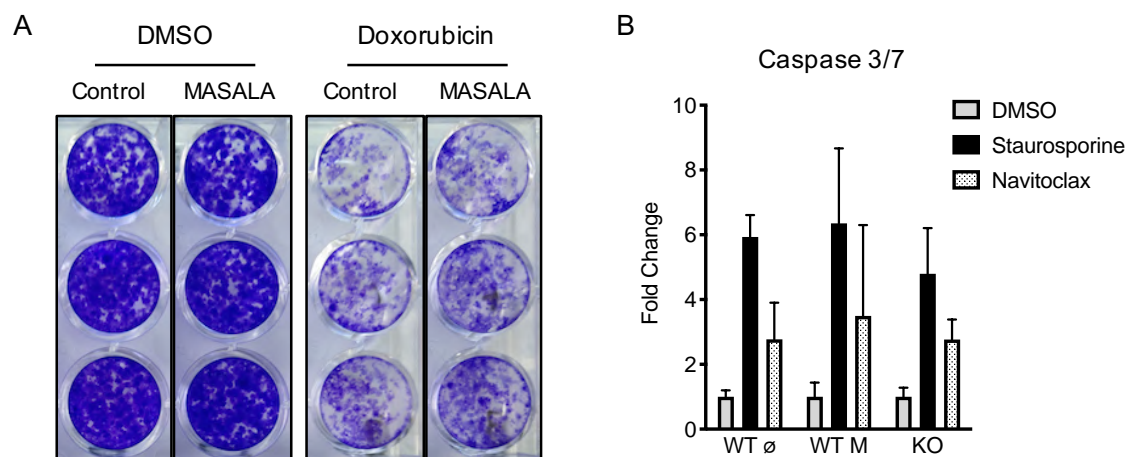 A
DMSO
Doxorubicin
Control
MASALA
Control
MASALA
B
Caspase 3/7
10
8
6
4
2
0
Fold Change
WT ø
WT M
KO
DMSO
Staurosporine
Navitoclax